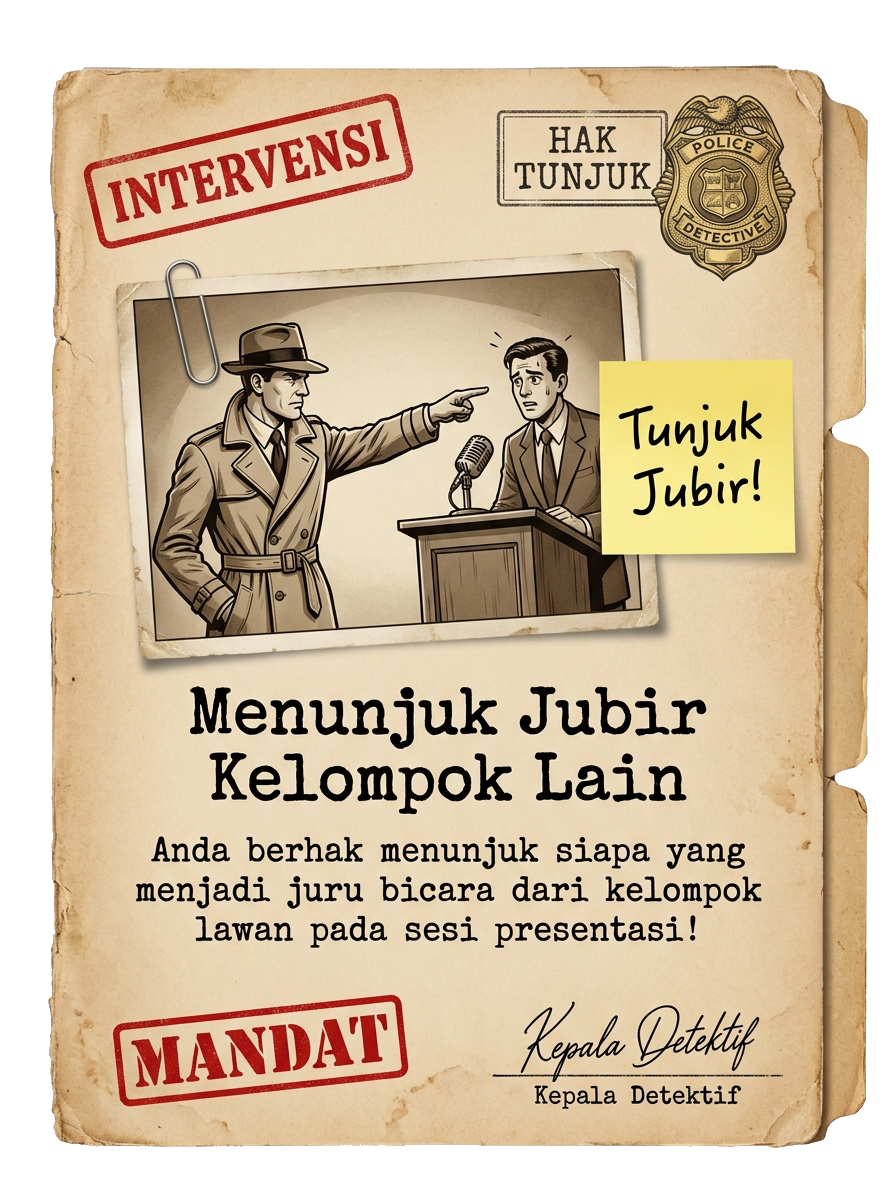 INTERVENSI
HAK
TUNJUK
POLICE
DETECTIVE
Tunjuk
Jubir!
Menunjuk Jubir
Kelompok Lain
Anda berhak menunjuk siapa yang
menjadi juru bicara dari kelompok
lawan pada sesi presentasi!
MANDAT
Kepala Detektif
Kepala Detektif